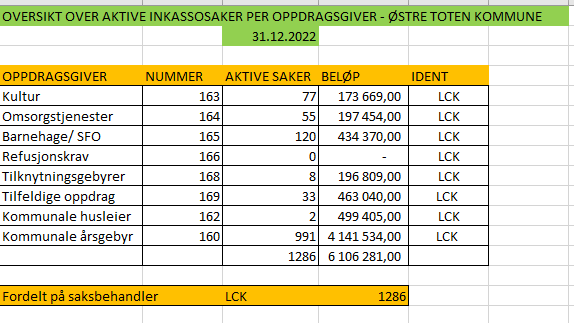 OVERSIKT OVER AKTIVE INKASSOSAKER PER OPPDRAGSGIVER - ØSTRE TOTEN KOMMUNE
31.12.2022
OPPDRAGSGIVER NUMMER AKTIVE SAKER BELØP IDENT
Kultur 163 77 173 669,00 LCK
Omsorgstjenester 164 55 197 454,00 LCK
Barnehage/ SFO 165 120 434 370,00 LCK
Refusjonskrav 166 0 - LCK
Tilknytningsgebyrer 168 8 196 809,00 LCK
Tilfeldige oppdrag 169 33 463 040,00 LCK
Kommunale husleier 162 2 499 405,00 LCK
Kommunale årsgebyr 160 991 4 141 534,00 LCK
1286 6 106 281,00
Fordelt på saksbehandler LCK 1286